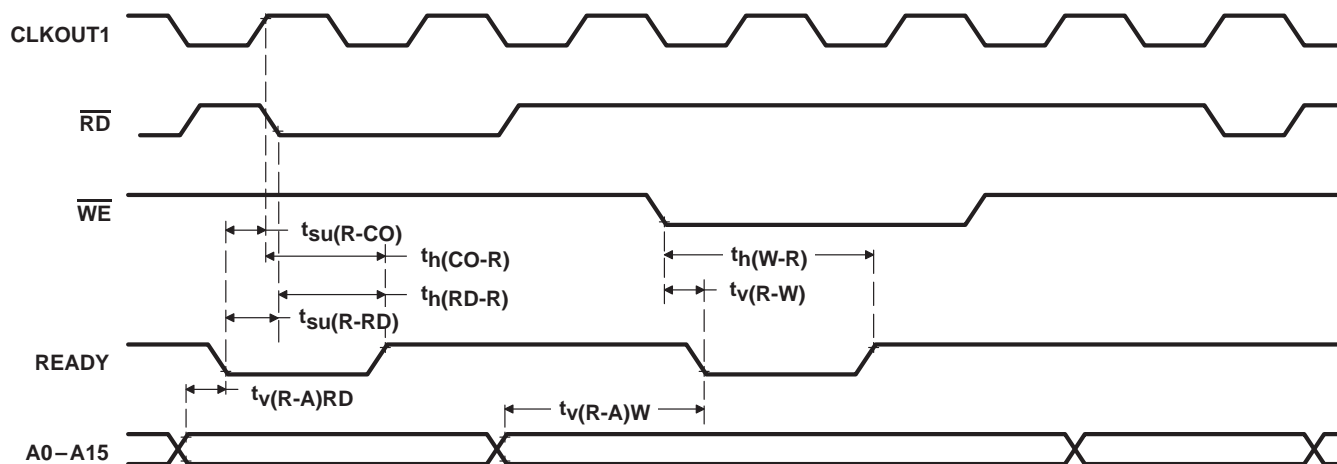 CLKOUT1
RD
WE
tsu(R-CO)
th(CO-R)
th(W-R)
th(RD-R)
tv(R-W)
tsu(R-RD)
READY
tv(R-A)RD
tv(R-A)W
A0–A15